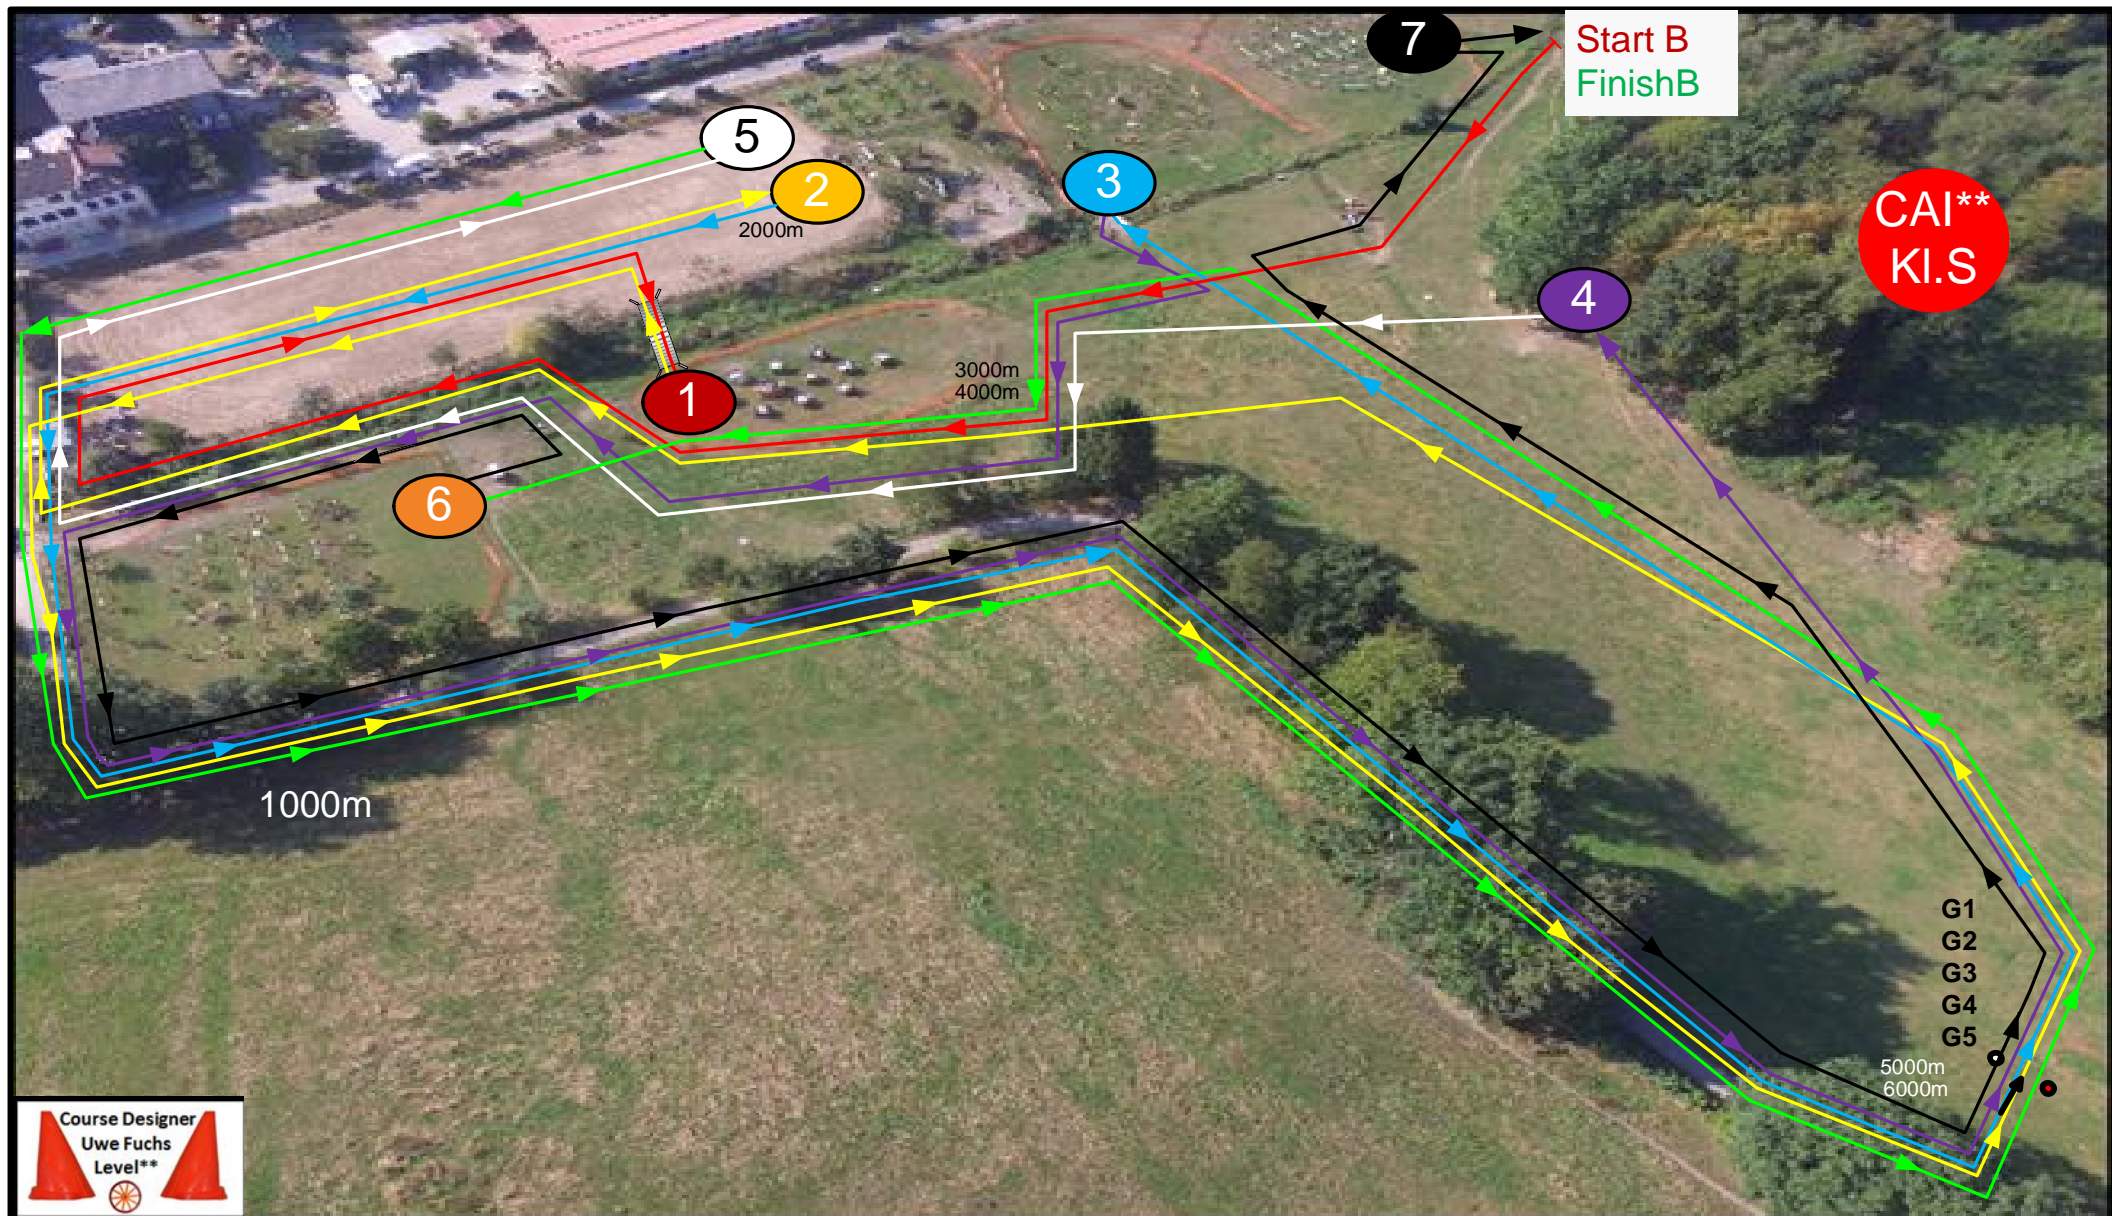 7
Start B
FinishB
5
2
2000m
3
CAI**
Kl.S
4
1
3000m
4000m
6
1000m
G1
G2
G3
G4
G5
5000m
6000m
Course Designer
Uwe Fuchs
Level**